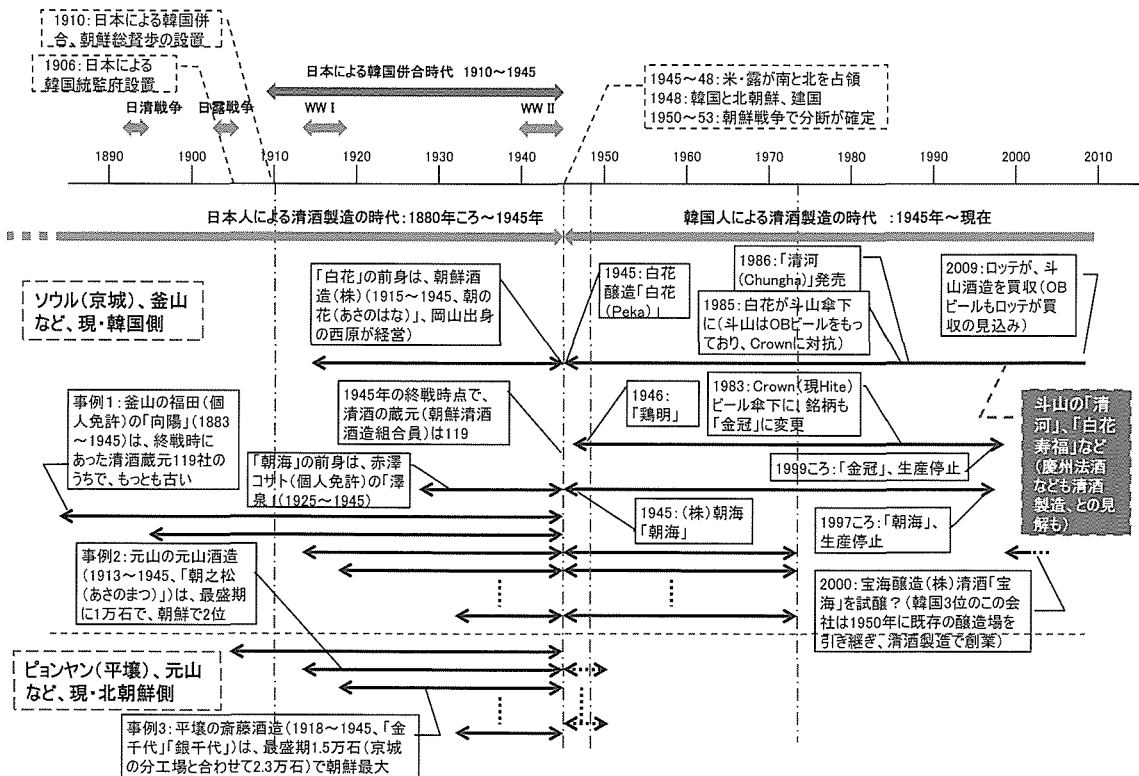 1910：日本による韓国併
合、朝鮮総督歩の設置
1906：日本による
韓国統監府設置
日本による韓国併合時代 1910～1945
日清戦争
日露戦争
WW I
WW II
1945～48：米・露が南と北を占領
1948：韓国と北朝鮮、建国
1950～53：朝鮮戦争で分断が確定
1890 1900 1910 1920 1930 1940 1950 1960 1970 1980 1990 2000 2010
日本人による清酒製造の時代：1880年ころ～1945年
韓国人による清酒製造の時代 ：1945年～現在
ソウル（京城）、釜山
など、現・韓国側
「白花」の前身は、朝鮮酒
造（株）（1915～1945、朝の
花（あさのはな）」、岡山出身
の西原が経営）
1945：白花
醸造「白花
（Peka）」
1986：「清河
（Chungha）」発売
1985：白花が斗山傘下
に（斗山はOBビールをもっ
ており、Crownに対抗）
2009：ロッテが、斗
山酒造を買収（OB
ビールもロッテが買
収の見込み）
事例1：釜山の福田（個
人免許）の「向陽」（1883
～1945）は、終戦時に
あった清酒蔵元119社の
うちで、もっとも古い
1945年の終戦時点で、
清酒の蔵元（朝鮮清酒
酒造組合員）は119
1946：
「鶏明」
1983：Crown（現Hite）
ビール傘下に、銘柄も
「金冠」に変更
斗山の「清
河」、「白花
寿福」など
（慶州法酒
なども清酒
製造、との見
解も）
「朝海」の前身は、赤澤
コサト（個人免許）の「澤
泉」（1925～1945）
1999ころ：「金冠」、生産停止
1945：（株）朝海
「朝海」
1997ころ：「朝海」、
生産停止
事例2：元山の元山酒造
（1913～1945、「朝之松
（あさのまつ）」）は、最盛
期に1万石で、朝鮮で2位
2000：宝海醸造（株）清酒「宝
海」を試醸？（韓国3位のこの会
社は1950年に既存の醸造場を
引き継ぎ、清酒製造で創業）
ピョンヤン（平壌）、元山
など、現・北朝鮮側
事例3：平壌の斎藤酒造（1918～1945、「金
千代」「銀千代」）は、最盛期1.5万石（京城
の分工場と合わせて2.3万石）で朝鮮最大